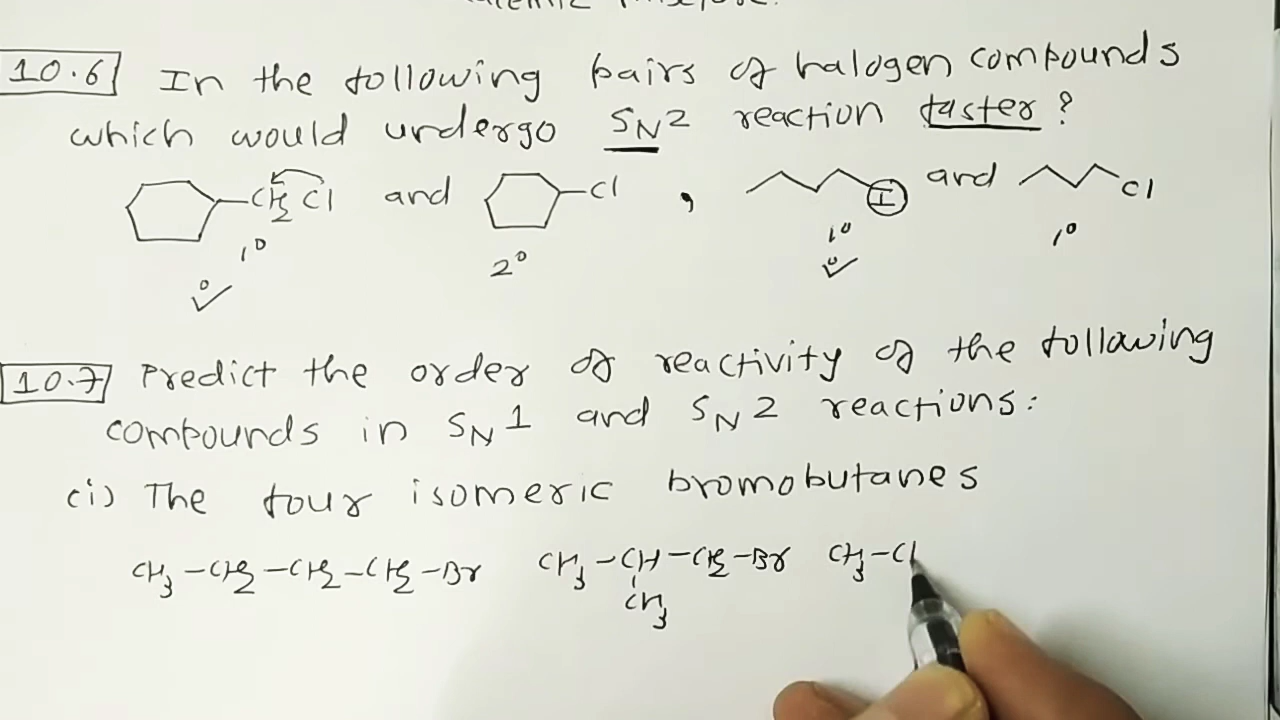 10.6 In the following pairs of halogen compounds
which would undergo SN2 reaction faster?
CH2 Cl and Cl , I and Cl
1° 2° 1° 1°
10.7 Predict the order of reactivity of the following
compounds in SN1 and SN2 reactions:
(i) The four isomeric bromobutanes
CH3-CH2-CH2-CH2-Br CH3-CH-CH2-Br CH3-C
CH3